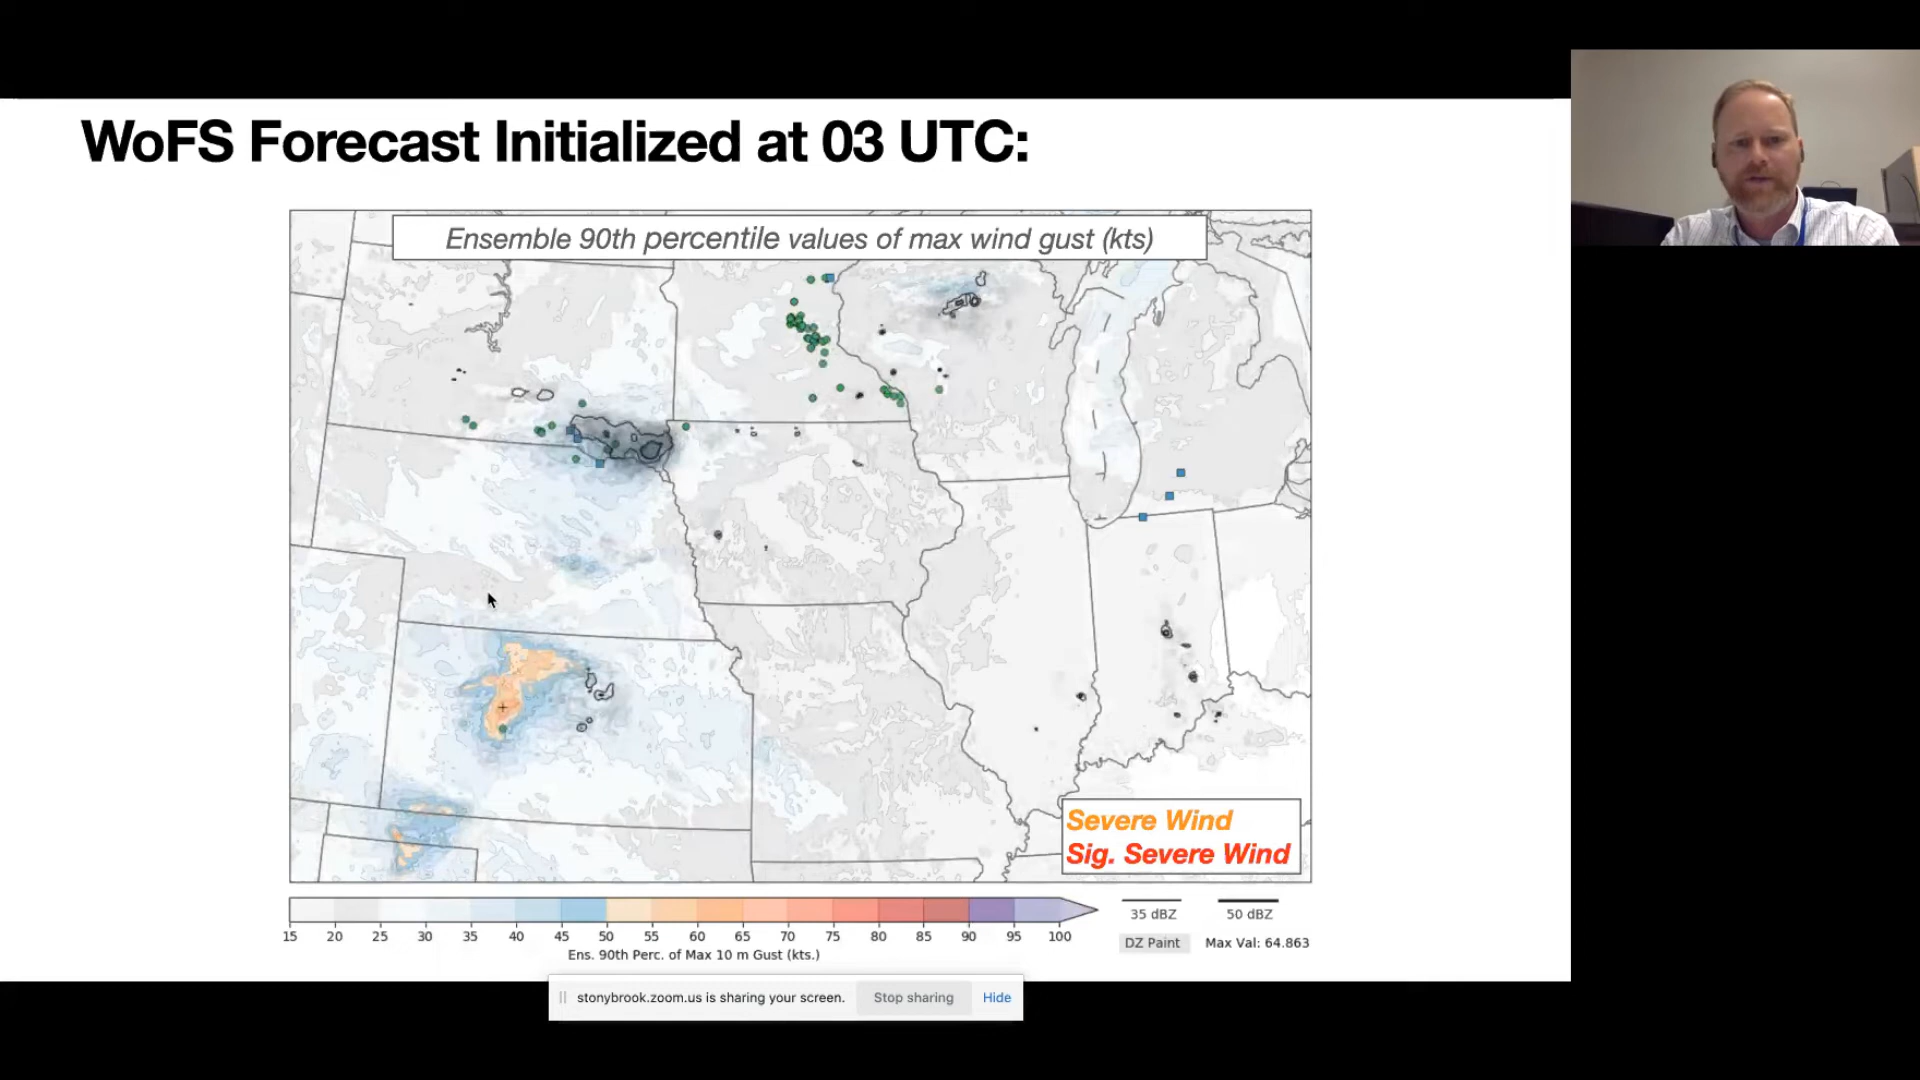 WoFS Forecast Initialized at 03 UTC:
Ensemble 90th percentile values of max wind gust (kts)
Severe Wind
Sig. Severe Wind
15 20 25 30 35 40 45 50 55 60 65 70 75 80 85 90 95 100
Ens. 90th Perc. of Max 10 m Gust (kts.)
35 dBZ 50 dBZ
DZ Paint Max Val: 64.863
stonybrook.zoom.us is sharing your screen. Stop sharing Hide